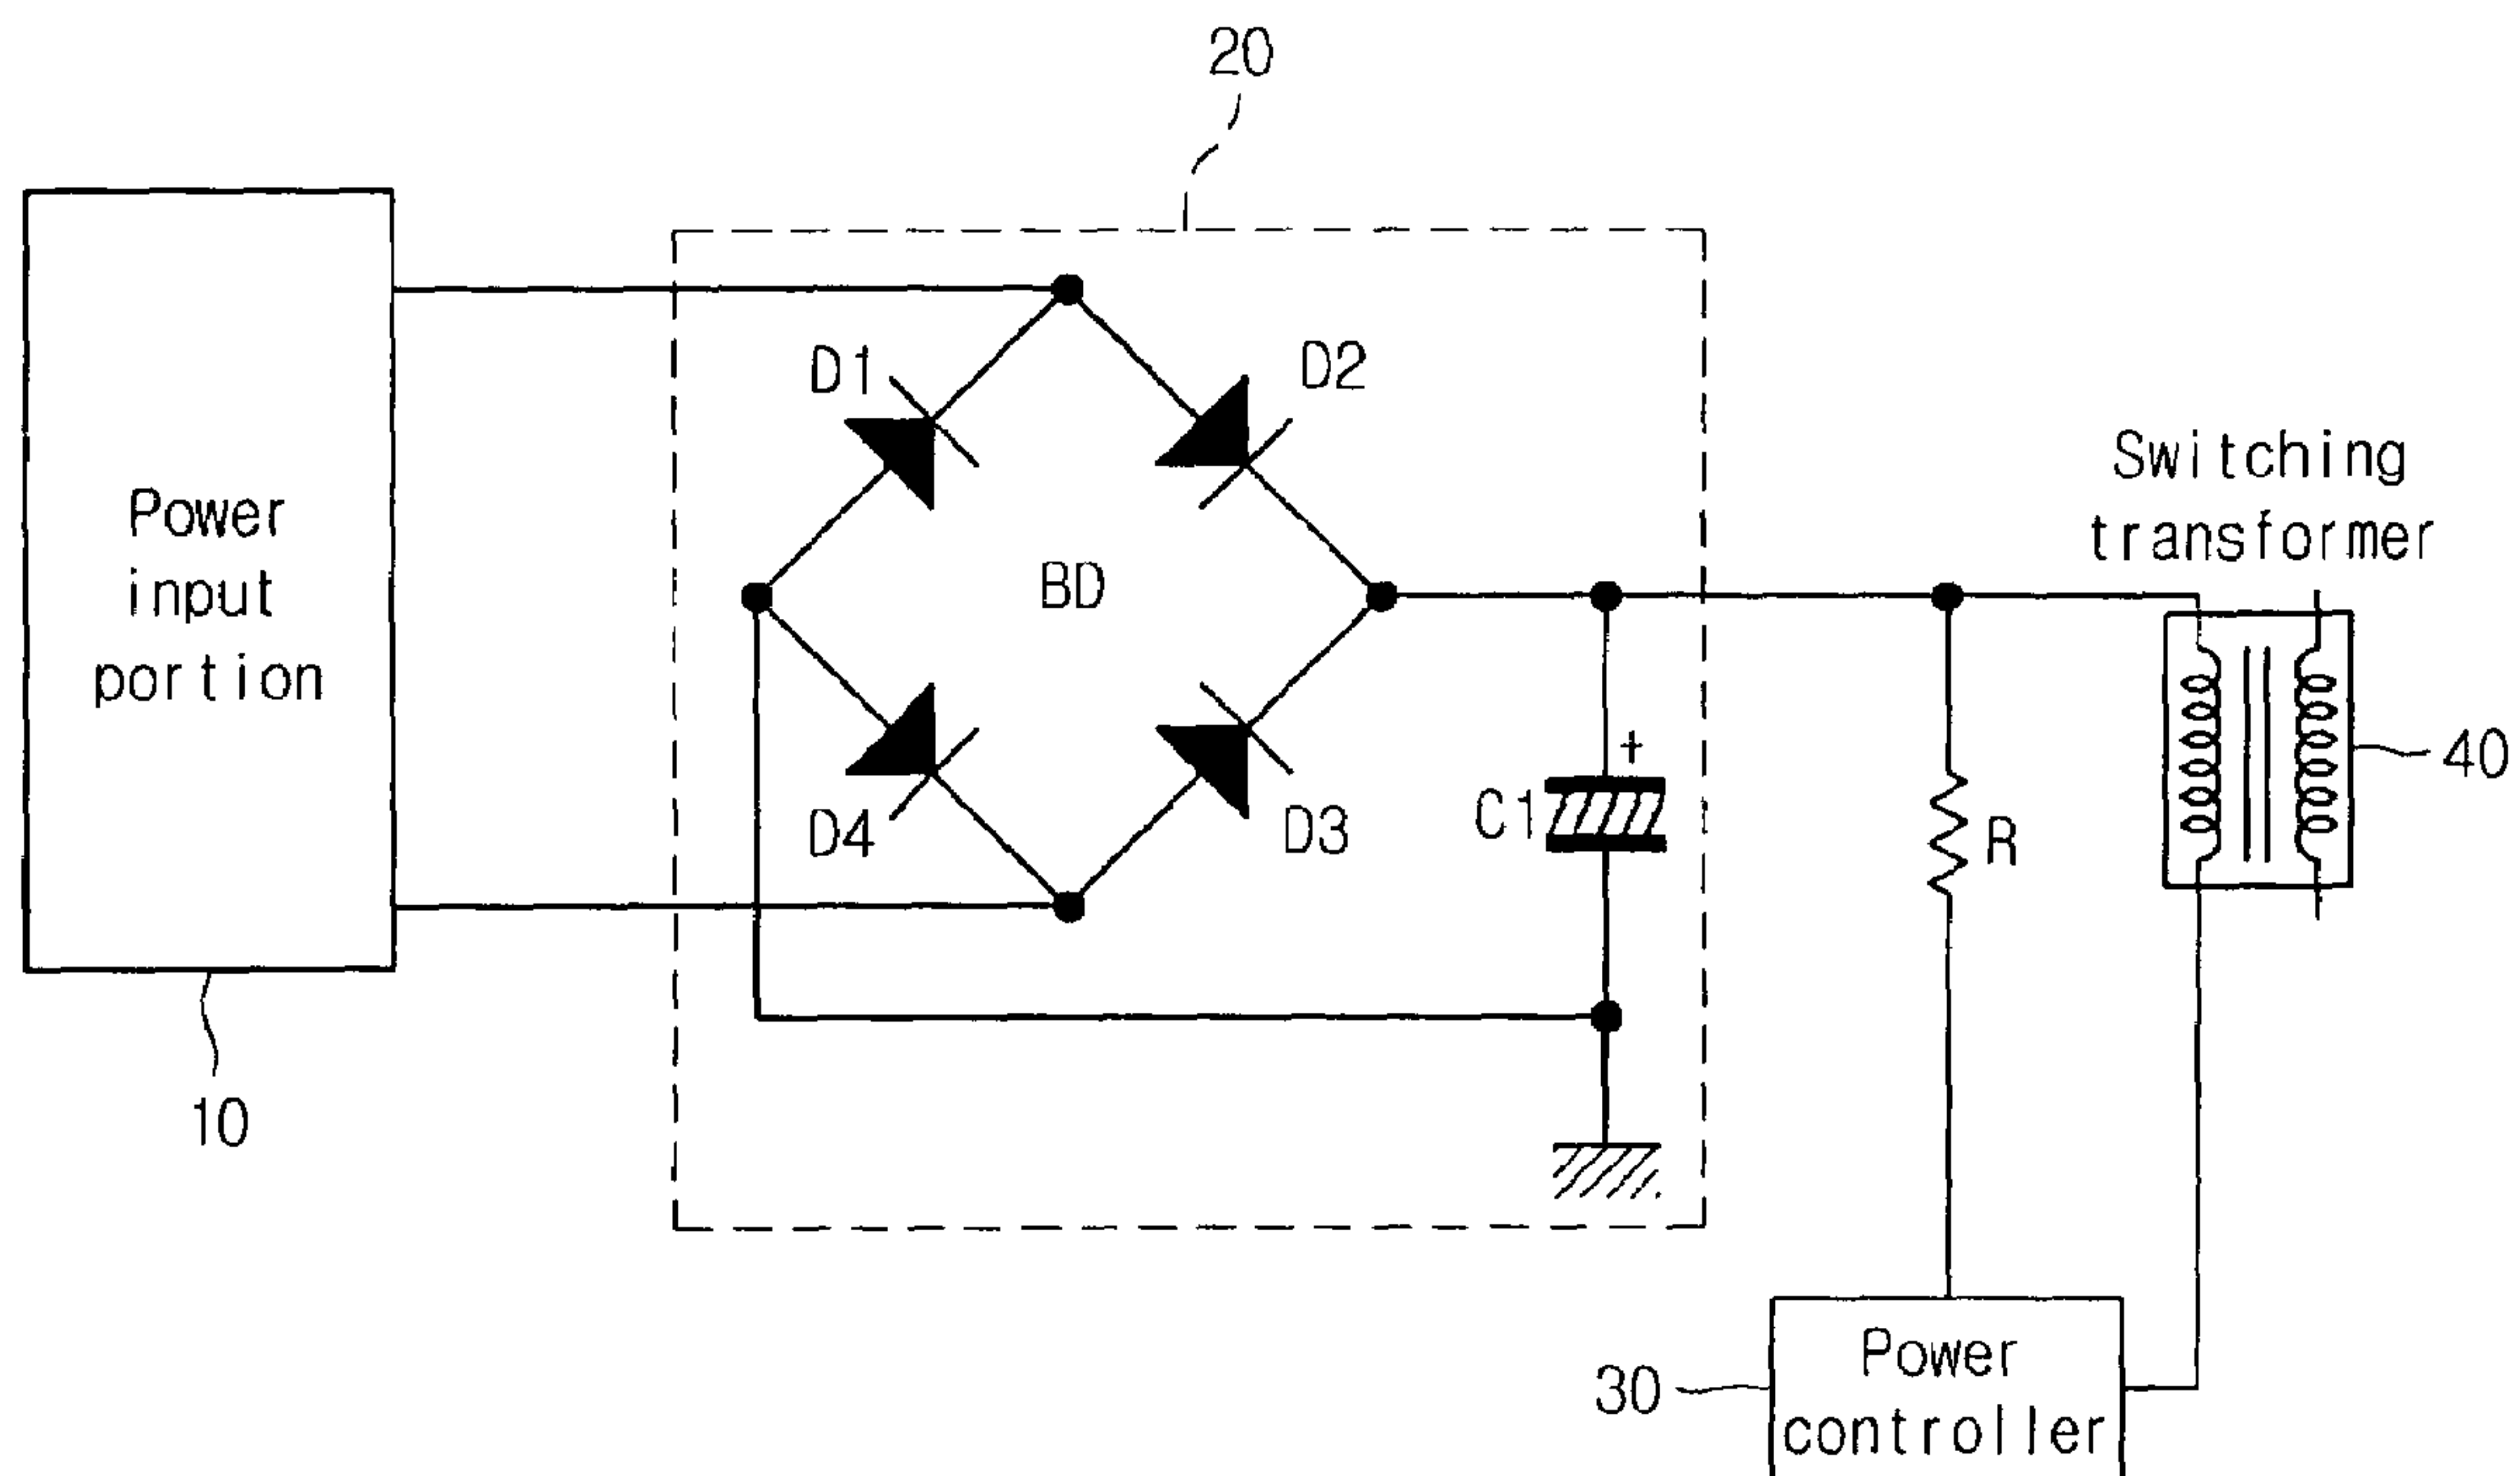 20
D1
D2
Switching
transformer
Power
input
portion
BD
+
40
C1
R
D4
D3
10
Power
30
controller